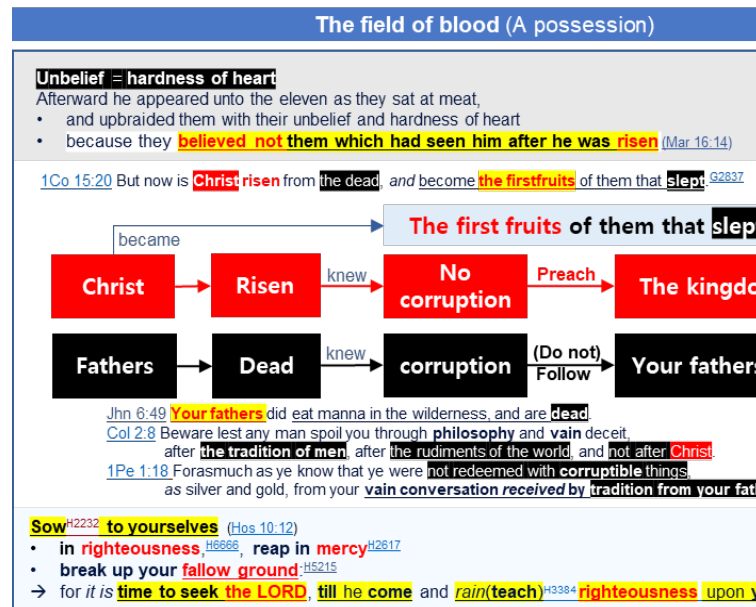 The field of blood (A possession)
Unbelief = hardness of heart
Afterward he appeared unto the eleven as they sat at meat,
• and upbraided them with their unbelief and hardness of heart
• because they believed not them which had seen him after he was risen (Mar 16:14)
1Co 15:20 But now is Christ risen from the dead, and become the firstfruits of them that slept.G2837
The first fruits of them that slep
became
Christ
Risen
knew
No corruption
Preach
The kingdo
Fathers
Dead
knew
corruption
(Do not) Follow
Your fathers
Jhn 6:49 Your fathers did eat manna in the wilderness, and are dead.
Col 2:8 Beware lest any man spoil you through philosophy and vain deceit,
after the tradition of men, after the rudiments of the world, and not after Christ.
1Pe 1:18 Forasmuch as ye know that ye were not redeemed with corruptible things,
as silver and gold, from your vain conversation received by tradition from your fat
SowH2232 to yourselves (Hos 10:12)
• in righteousness,H6666, reap in mercyH2617
• break up your fallow ground:H5215
→ for it is time to seek the LORD, till he come and rain(teach)H3384 righteousness upon y